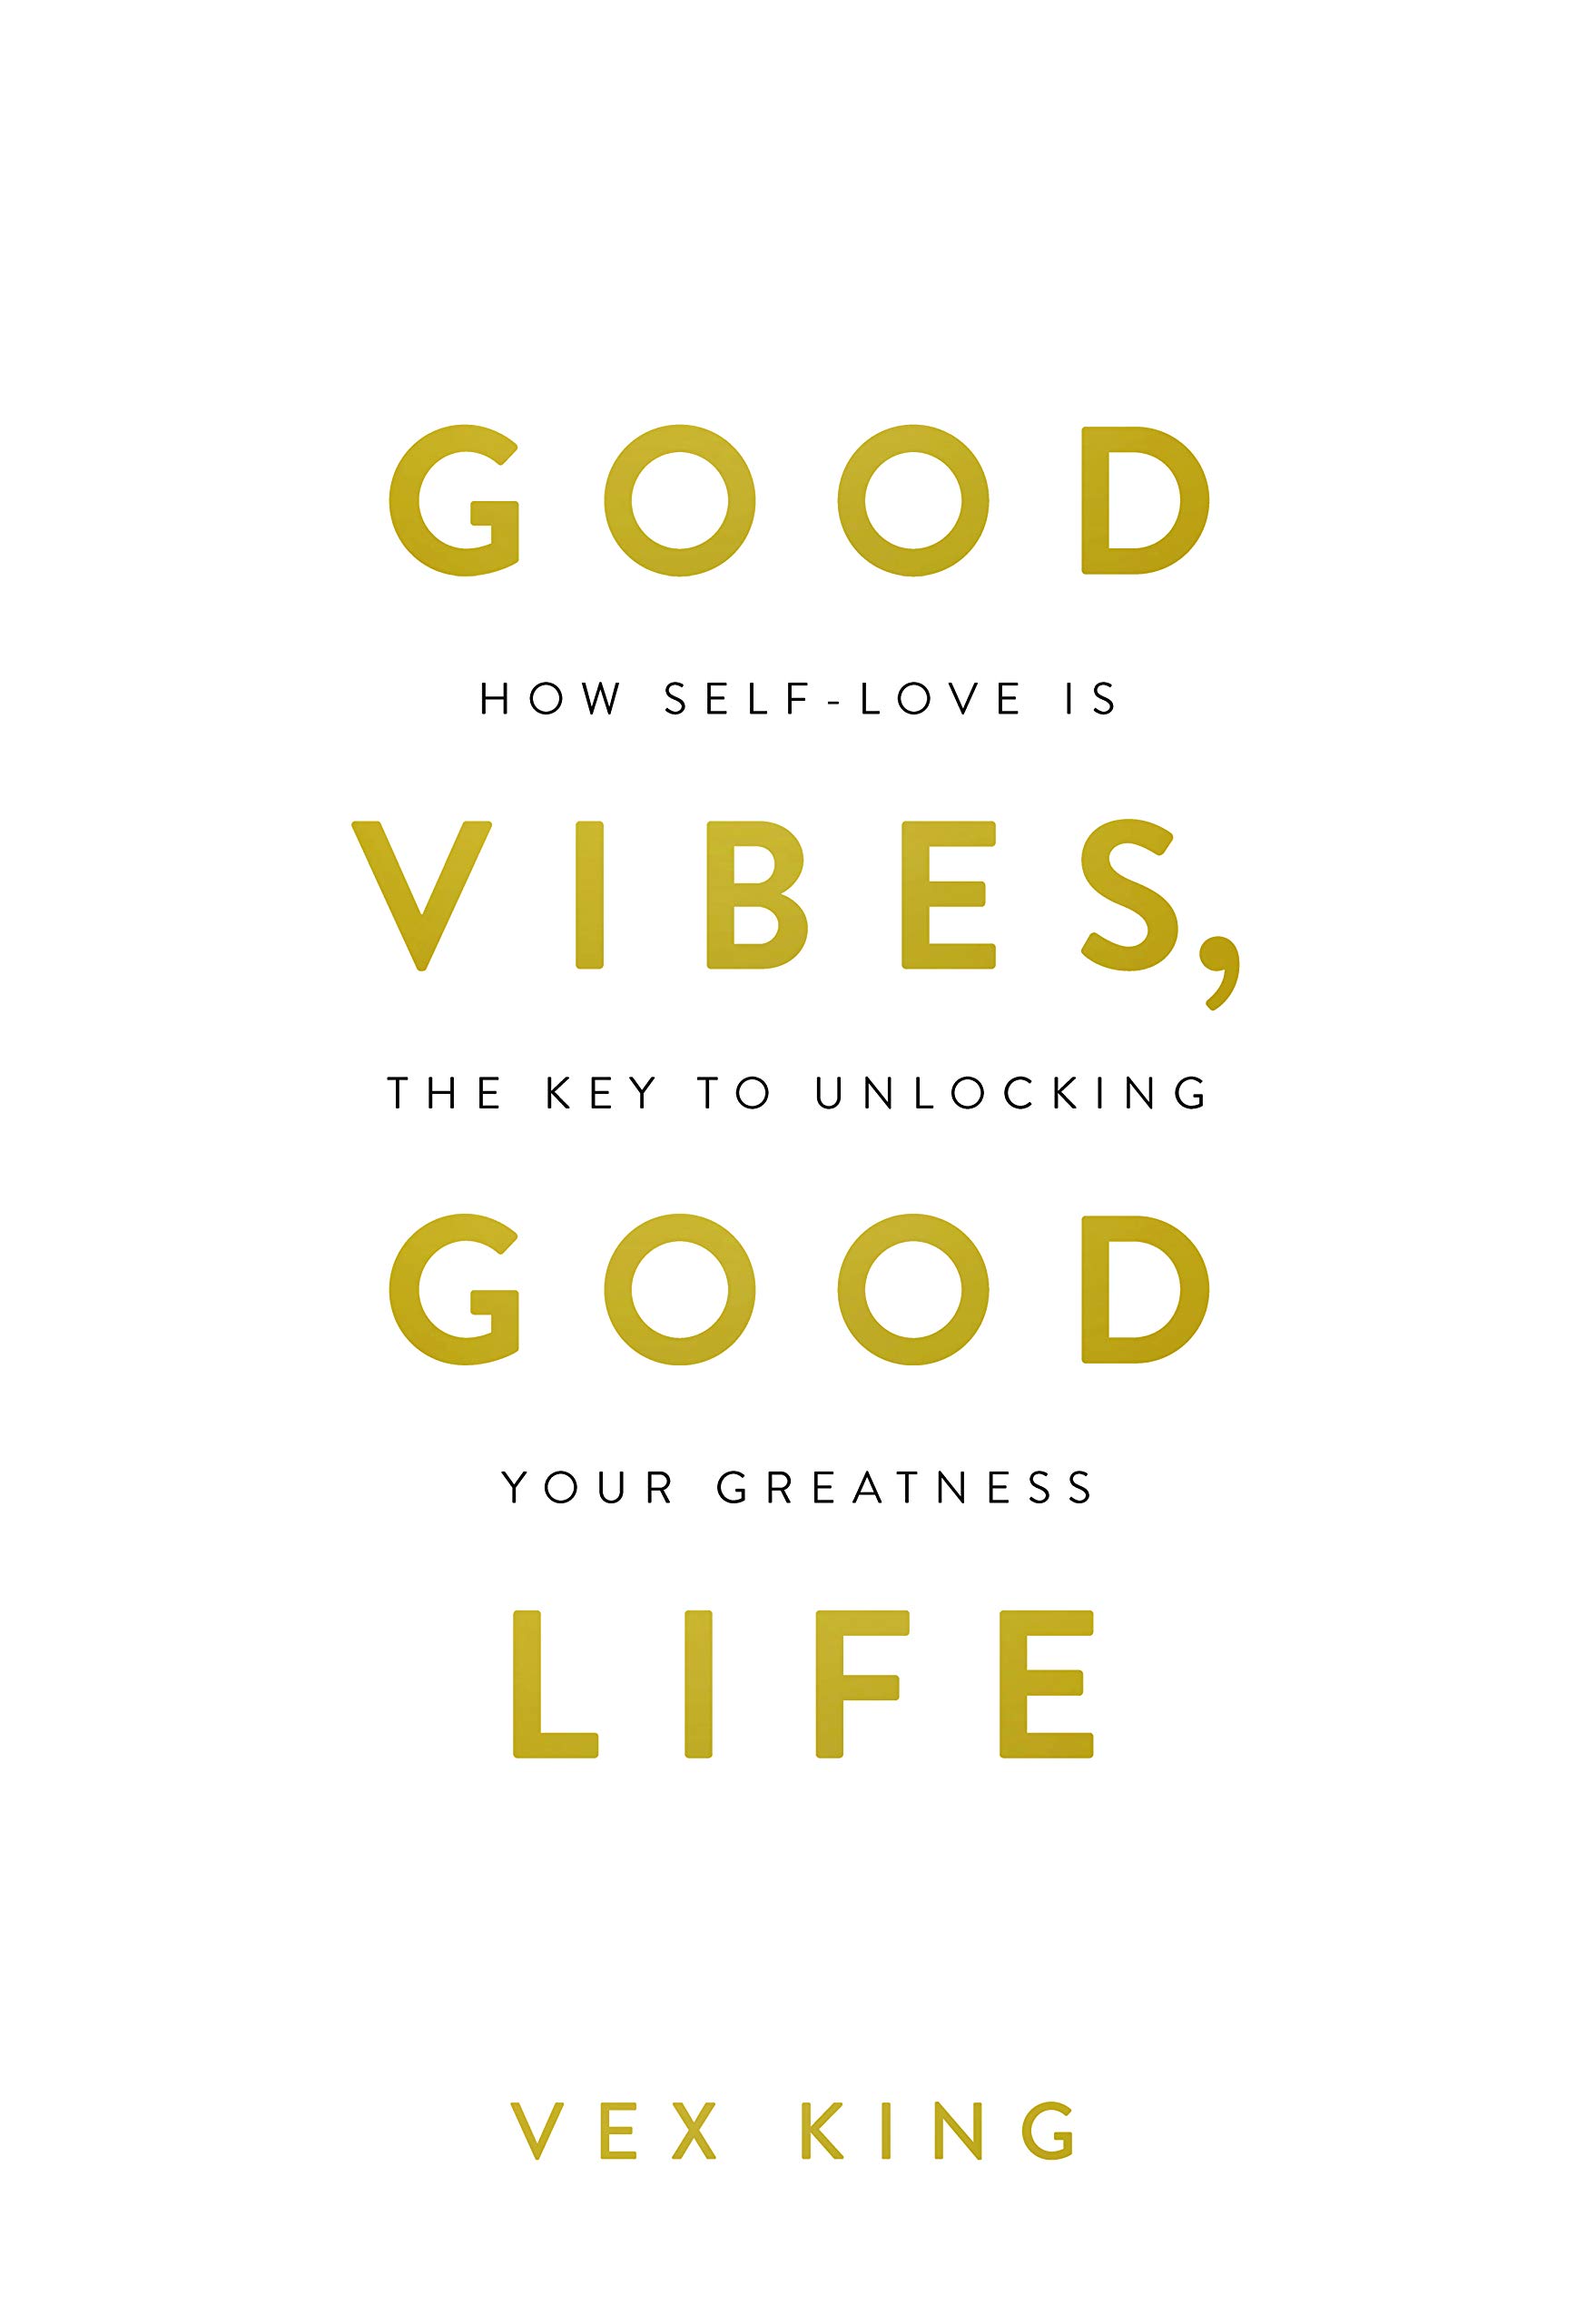 GOOD
HOW SELF-LOVE IS
VIBES,
THE KEY TO UNLOCKING
GOOD
YOUR GREATNESS
LIFE
VEX KING